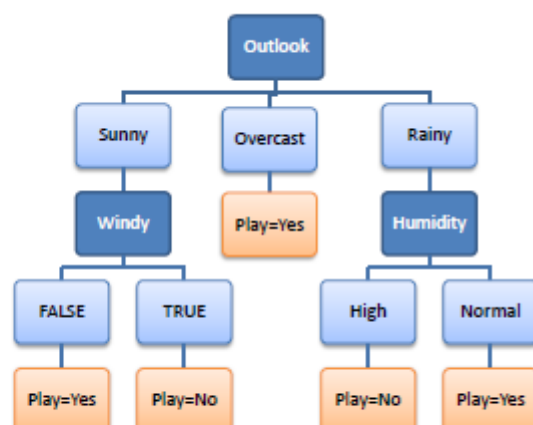 Outlook
Sunny
Overcast
Rainy
Windy
Play=Yes
Humidity
FALSE
TRUE
High
Normal
Play=Yes
Play=No
Play=No
Play=Yes